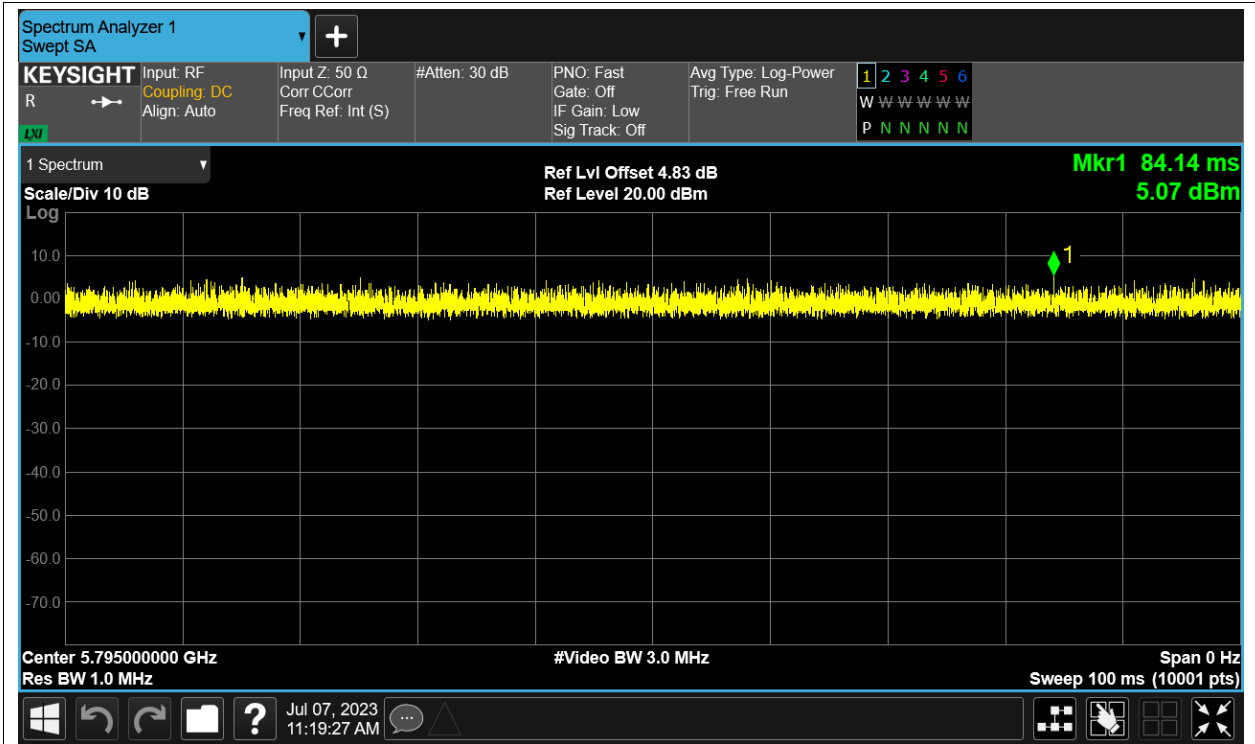 Spectrum Analyzer 1
Swept SA
KEYSIGHT
R
LXI
Input: RF
Coupling: DC
Align: Auto
Input Z: 50 Ω
Corr CCorr
Freq Ref: Int (S)
#Atten: 30 dB
PNO: Fast
Gate: Off
IF Gain: Low
Sig Track: Off
Avg Type: Log-Power
Trig: Free Run
1 2 3 4 5 6
W W W W W W
P N N N N N
1 Spectrum
Scale/Div 10 dB
Log
Ref Lvl Offset 4.83 dB
Ref Level 20.00 dBm
Mkr1 84.14 ms
5.07 dBm
1
10.0
0.00
-10.0
-20.0
-30.0
-40.0
-50.0
-60.0
-70.0
Center 5.795000000 GHz
Res BW 1.0 MHz
#Video BW 3.0 MHz
Span 0 Hz
Sweep 100 ms (10001 pts)
?
Jul 07, 2023
11:19:27 AM